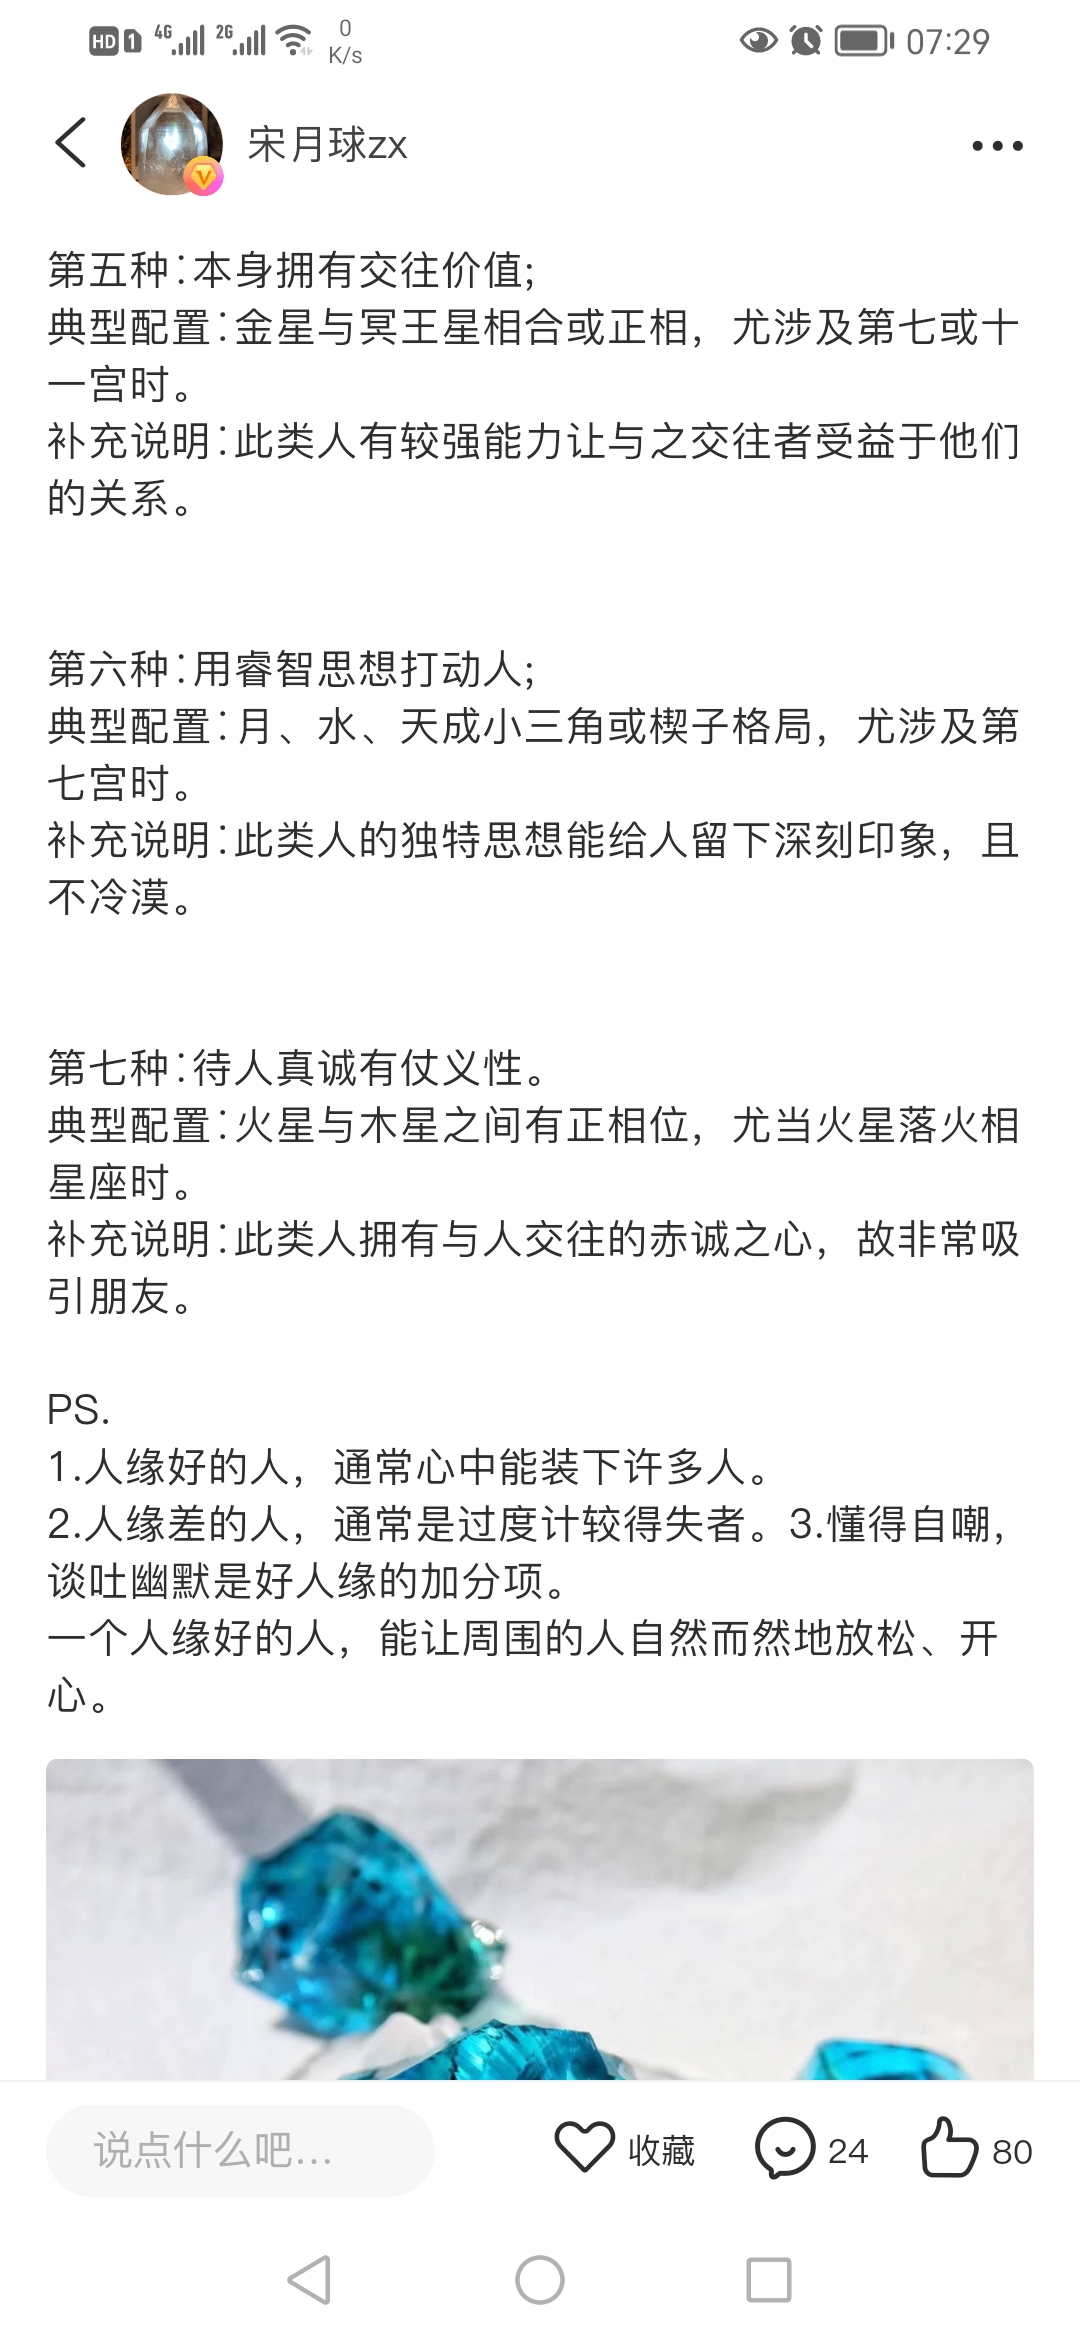 HD 1 4G 2G 0 K/s 07:29
宋月球zx
第五种:本身拥有交往价值;
典型配置:金星与冥王星相合或正相，尤涉及第七或十
一宫时。
补充说明:此类人有较强能力让与之交往者受益于他们
的关系。
第六种:用睿智思想打动人;
典型配置:月、水、天成小三角或楔子格局，尤涉及第
七宫时。
补充说明:此类人的独特思想能给人留下深刻印象，且
不冷漠。
第七种:待人真诚有仗义性。
典型配置:火星与木星之间有正相位，尤当火星落火相
星座时。
补充说明:此类人拥有与人交往的赤诚之心，故非常吸
引朋友。
PS.
1.人缘好的人，通常心中能装下许多人。
2.人缘差的人，通常是过度计较得失者。3.懂得自嘲，
谈吐幽默是好人缘的加分项。
一个人缘好的人，能让周围的人自然而然地放松、开
心。
说点什么吧... 收藏 24 80